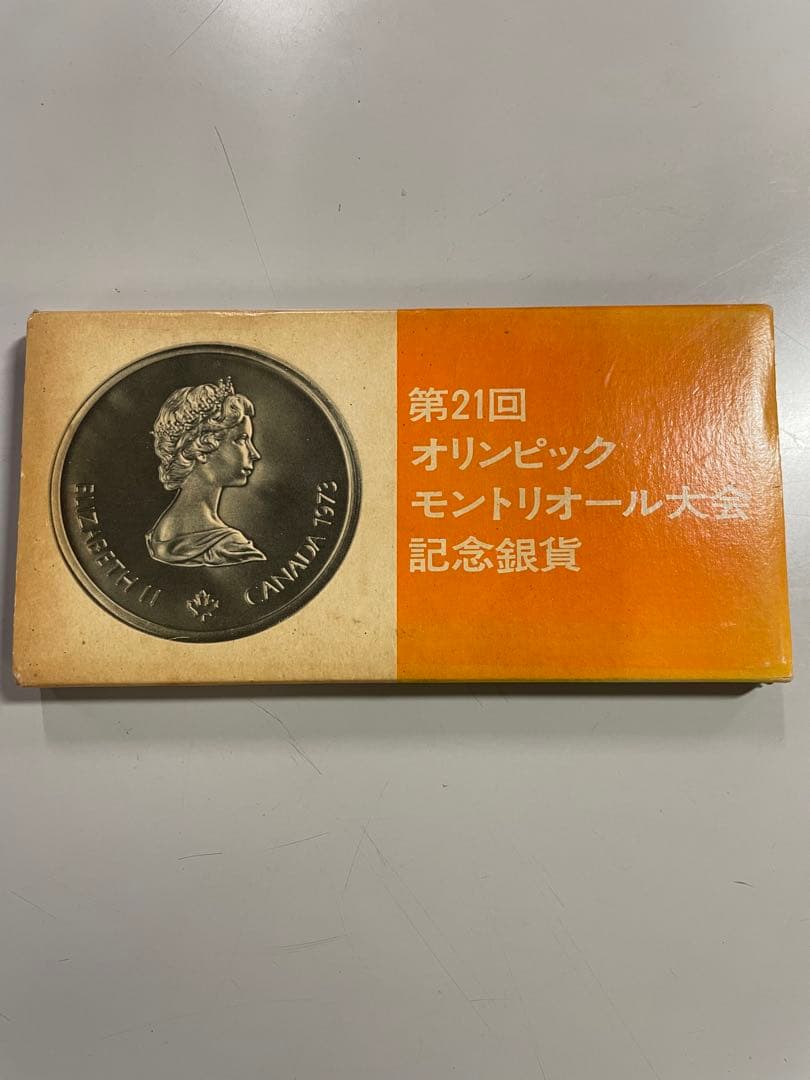 ELIZABETH II
CANADA 1973
第21回
オリンピック
モントリオール大会
記念銀貨